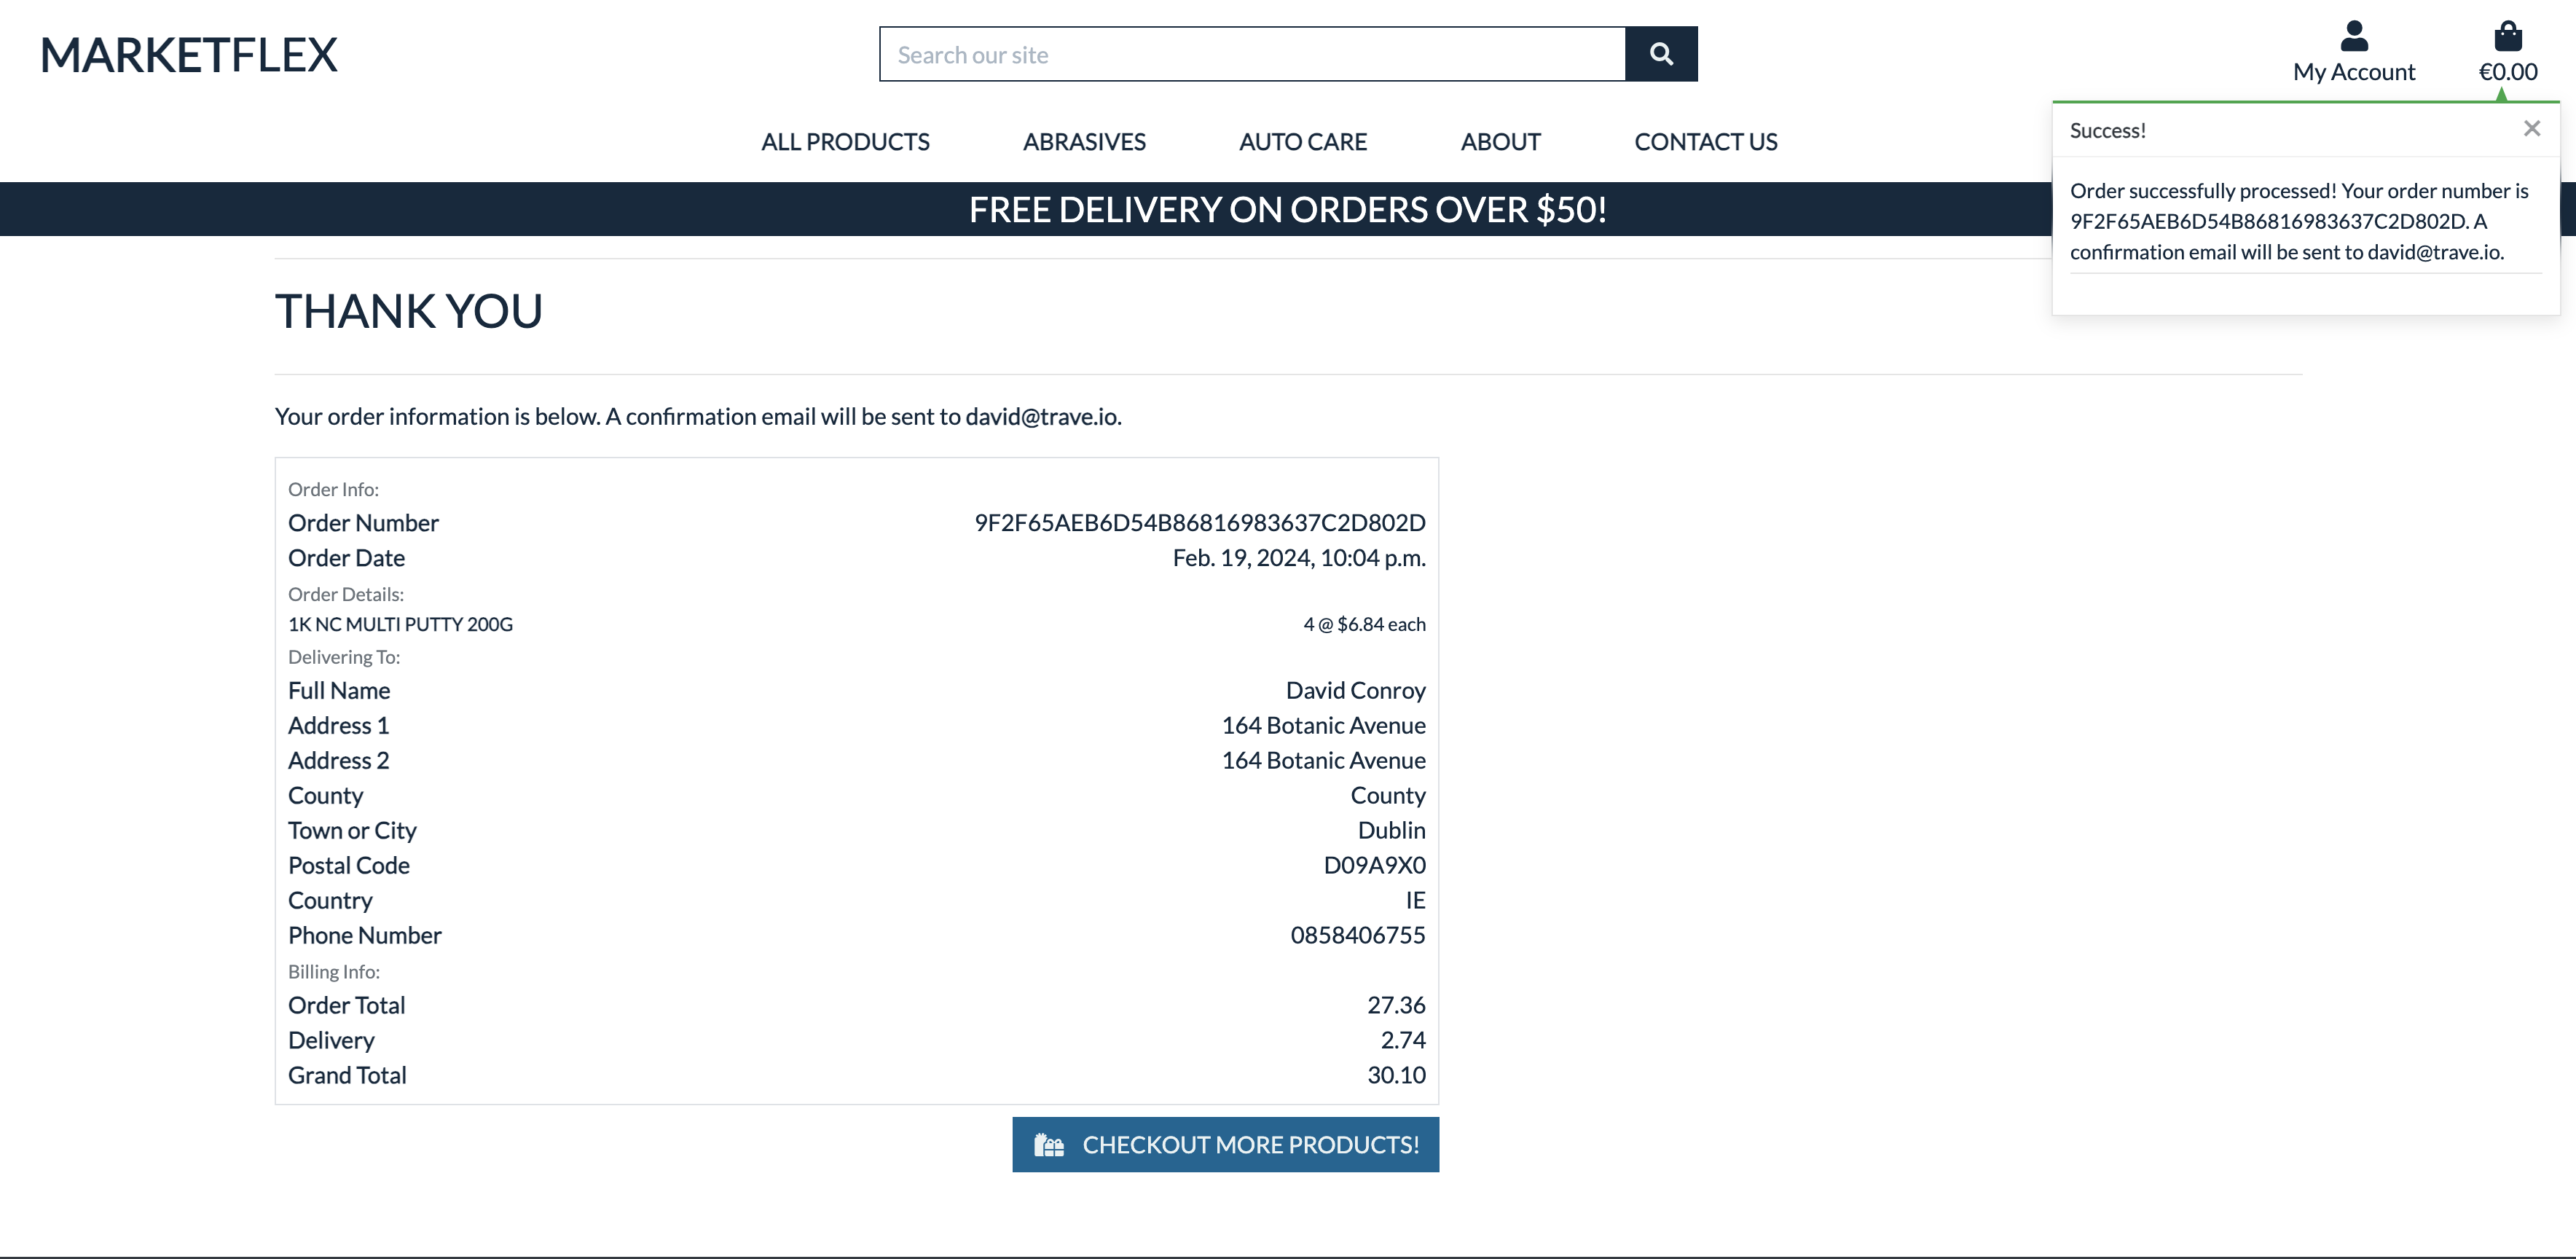 MARKETFLEX
Search our site
My Account
€0.00
ALL PRODUCTS
ABRASIVES
AUTO CARE
ABOUT
CONTACT US
FREE DELIVERY ON ORDERS OVER $50!
Success!
Order successfully processed! Your order number is
9F2F65AEB6D54B86816983637C2D802D. A
confirmation email will be sent to david@trave.io.
THANK YOU
Your order information is below. A confirmation email will be sent to david@trave.io.
Order Info:
Order Number 9F2F65AEB6D54B86816983637C2D802D
Order Date Feb. 19, 2024, 10:04 p.m.
Order Details:
1K NC MULTI PUTTY 200G 4 @ $6.84 each
Delivering To:
Full Name David Conroy
Address 1 164 Botanic Avenue
Address 2 164 Botanic Avenue
County County
Town or City Dublin
Postal Code D09A9X0
Country IE
Phone Number 0858406755
Billing Info:
Order Total 27.36
Delivery 2.74
Grand Total 30.10
CHECKOUT MORE PRODUCTS!